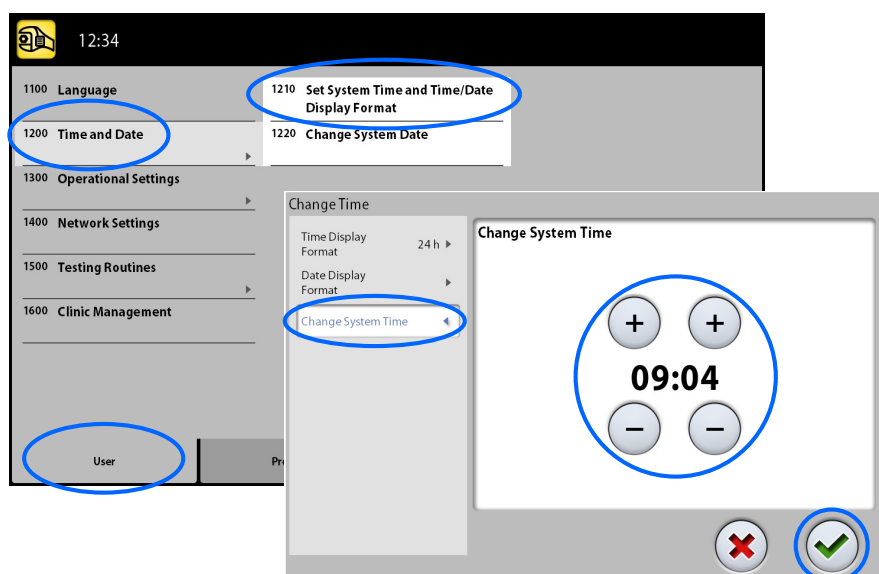 12:34
1100 Language
1200 Time and Date
1300 Operational Settings
1400 Network Settings
1500 Testing Routines
1600 Clinic Management
1210 Set System Time and Time/Date
Display Format
1220 Change System Date
User
Change Time
Time Display
Format
24 h
Date Display
Format
Change System Time
Change System Time
+ +
09:04
− −